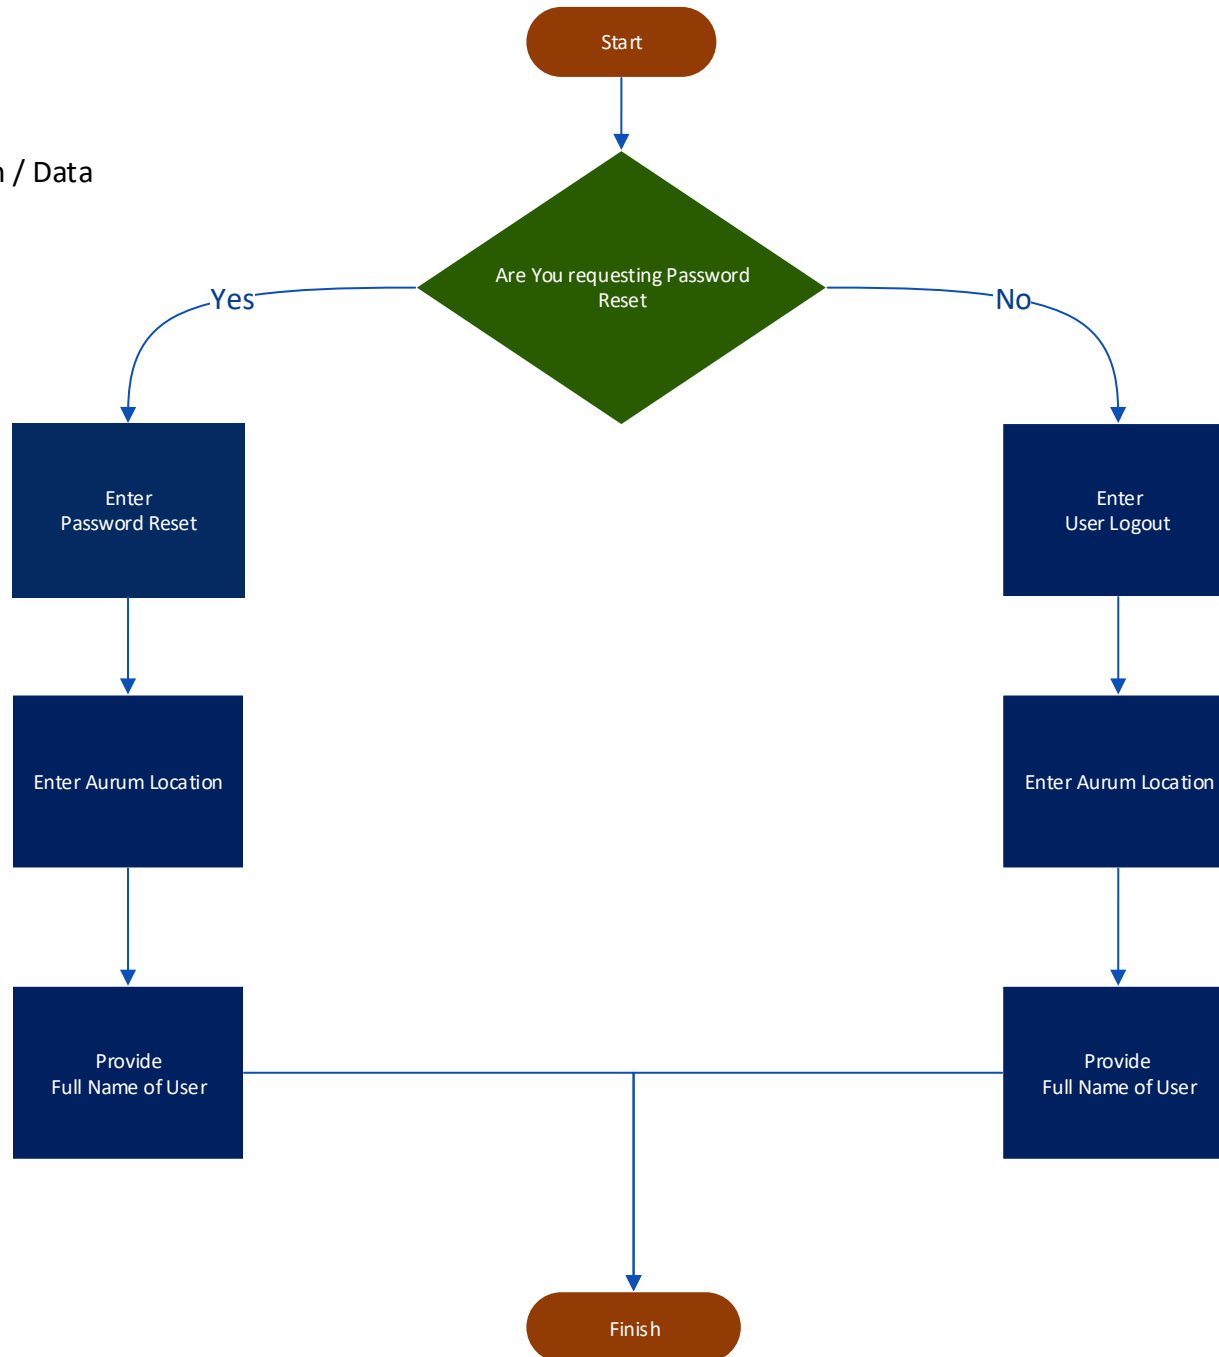 Start
n / Data
Are You requesting Password
Reset
Yes
No
Enter
Password Reset
Enter
User Logout
Enter Aurum Location
Enter Aurum Location
Provide
Full Name of User
Provide
Full Name of User
Finish